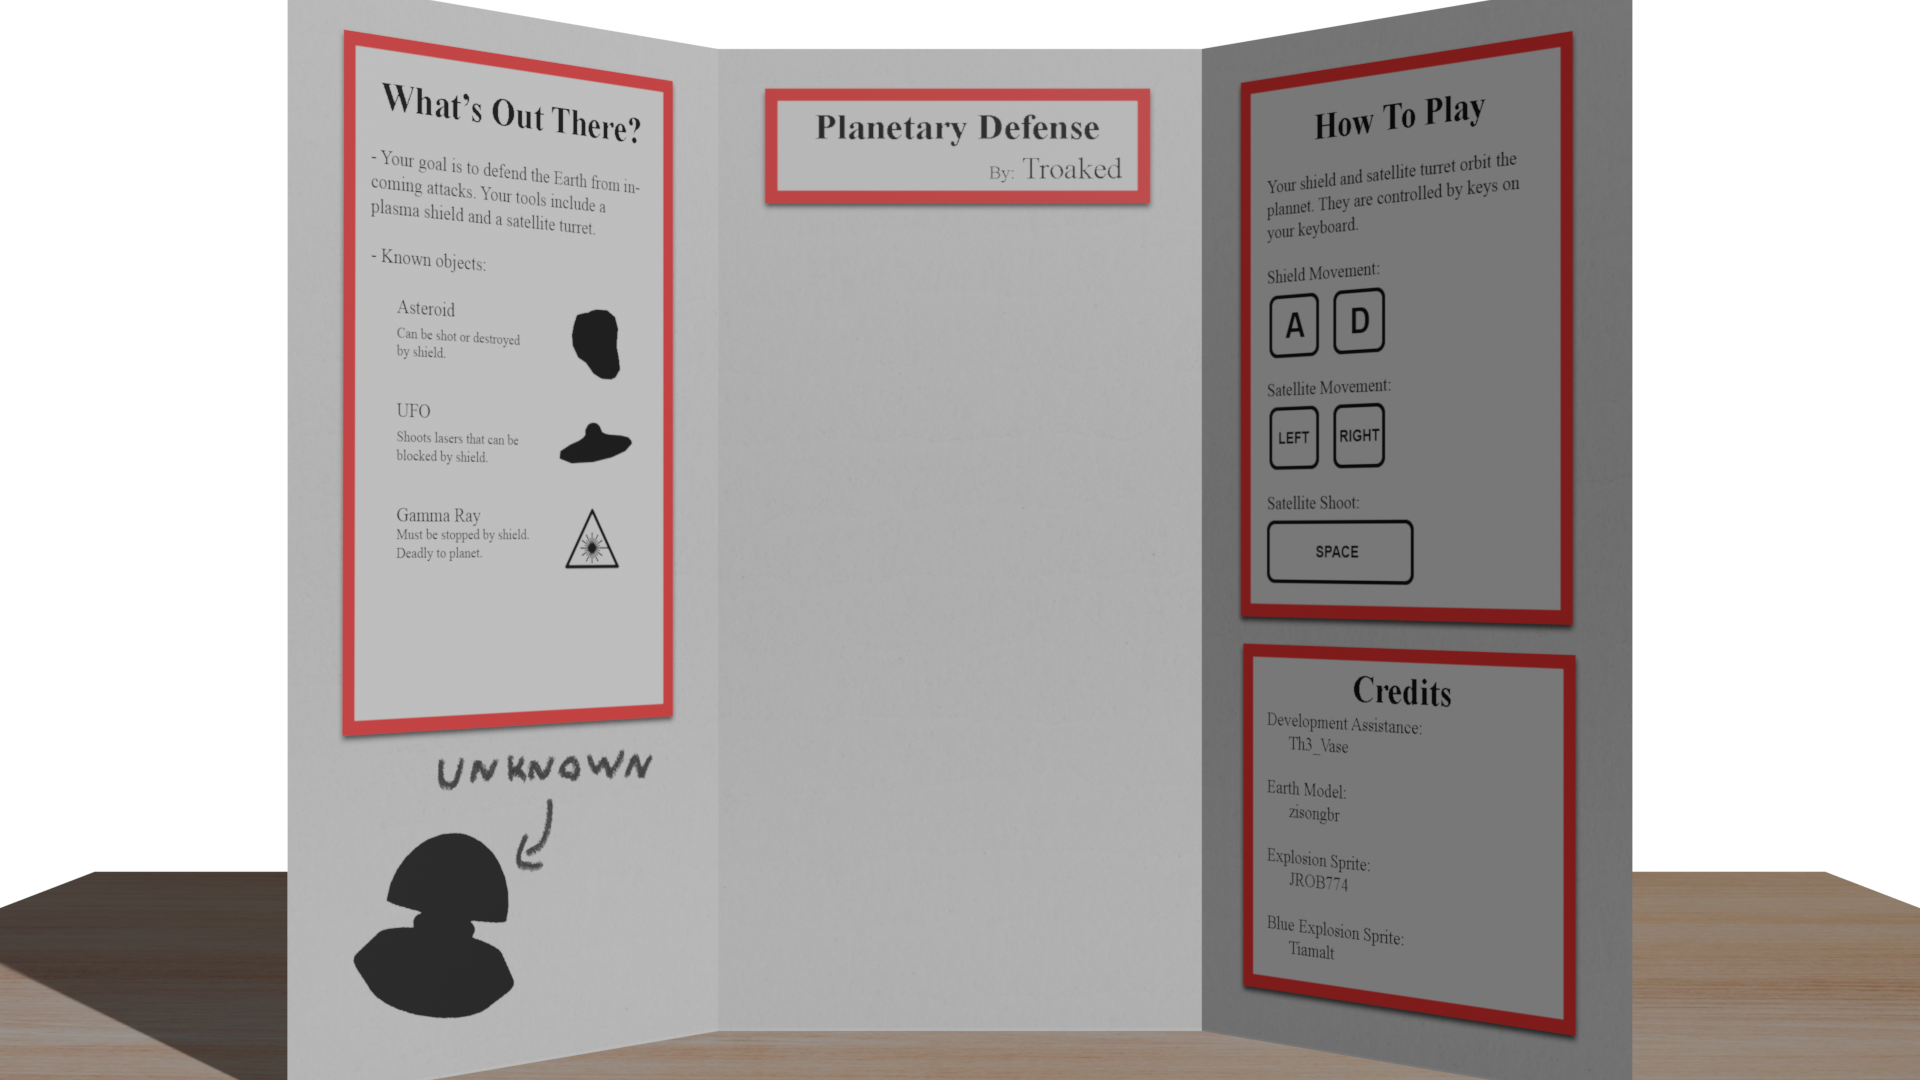 What's Out There?
- Your goal is to defend the Earth from in-
coming attacks. Your tools include a
plasma shield and a satellite turret.
- Known objects:
Asteroid
Can be shot or destroyed
by shield.
UFO
Shoots lasers that can be
blocked by shield.
Gamma Ray
Must be stopped by shield.
Deadly to planet.
UNKNOWN
Planetary Defense
By: Troaked
How To Play
Your shield and satellite turret orbit the
plannet. They are controlled by keys on
your keyboard.
Shield Movement:
A D
Satellite Movement:
LEFT RIGHT
Satellite Shoot:
SPACE
Credits
Development Assistance:
Th3_Vase
Earth Model:
zisongbr
Explosion Sprite:
JROB774
Blue Explosion Sprite:
Tiamalt